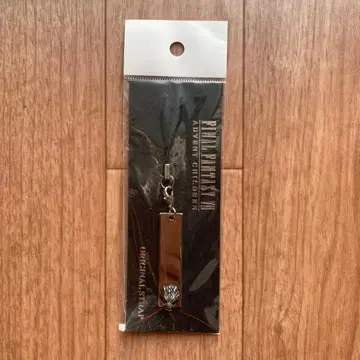 FINAL FANTASY VII
ADVENT CHILDREN
ORIGINAL STRAP